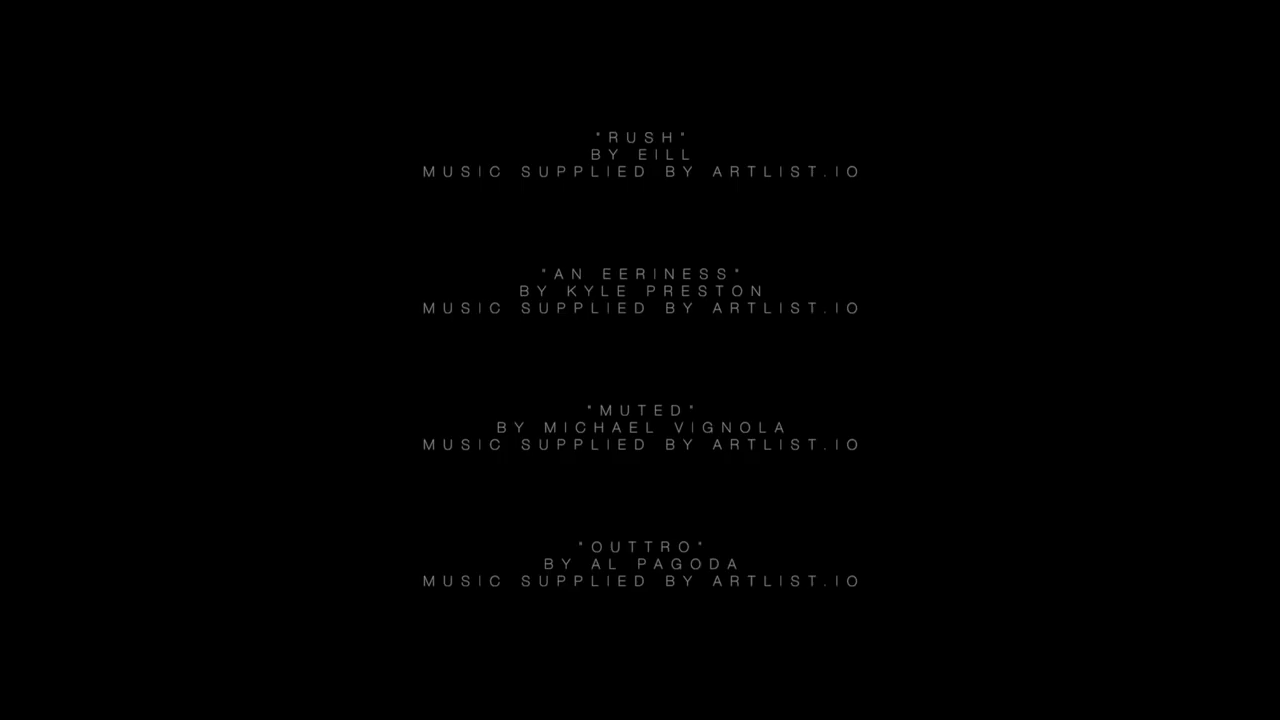 "RUSH"
BY EILL
MUSIC SUPPLIED BY ARTLIST.IO
"AN EERINESS"
BY KYLE PRESTON
MUSIC SUPPLIED BY ARTLIST.IO
"MUTED"
BY MICHAEL VIGNOLA
MUSIC SUPPLIED BY ARTLIST.IO
"OUTTRO"
BY AL PAGODA
MUSIC SUPPLIED BY ARTLIST.IO